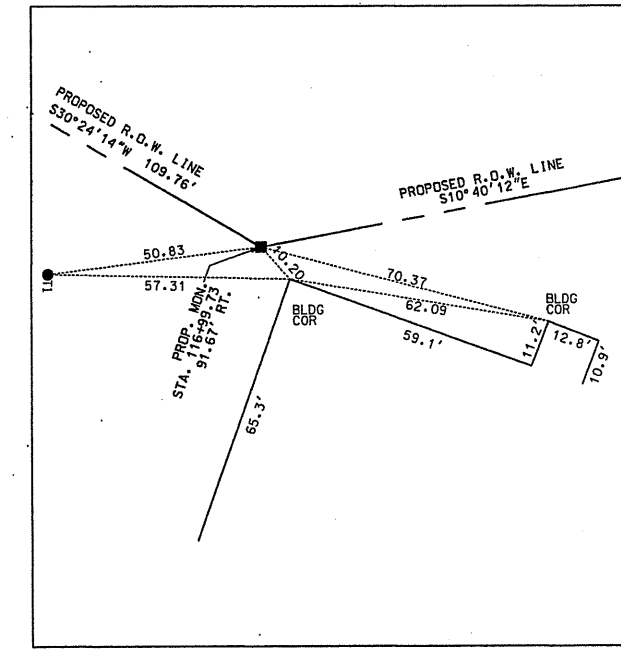 PROPOSED R.O.W. LINE
S30°24'14"W 109.76'
PROPOSED R.O.W. LINE
S10°40'12"E
50.83
10.20
70.37
57.31
62.09
T1
PROP. MON.
STA. 116+99.73
91.67' RT.
BLDG
COR
BLDG
COR
59.1'
11.2'
12.8'
10.9'
65.3'